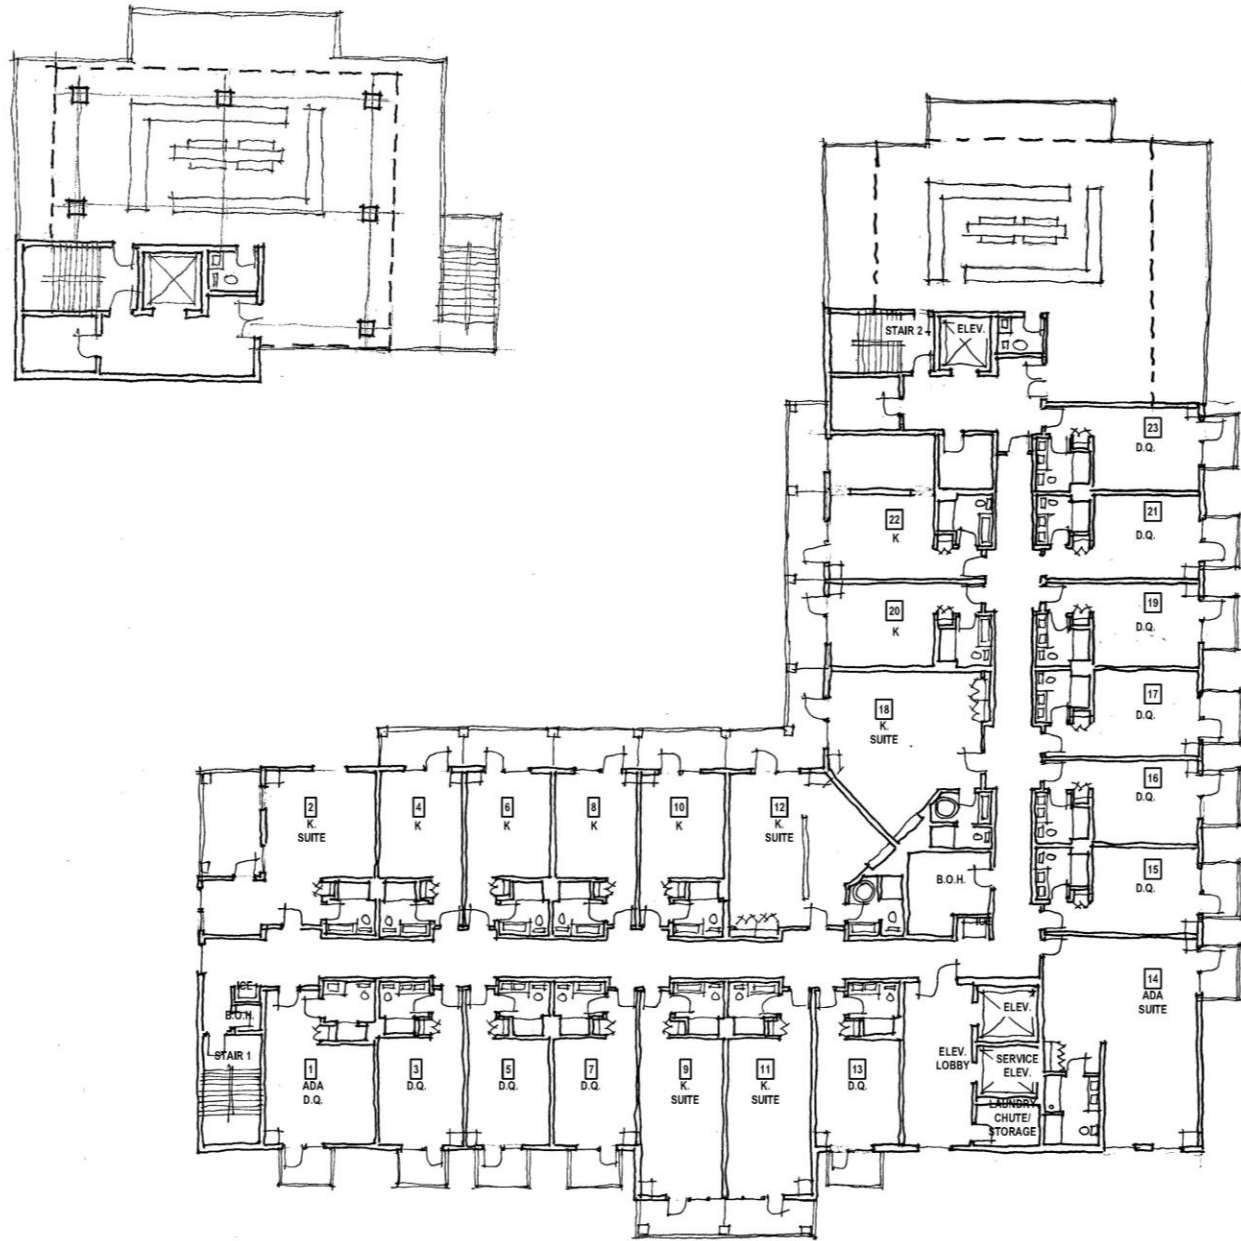 STAIR 2
ELEV.
23
D.Q.
22
K
21
D.Q.
20
K
19
D.Q.
18
K.
SUITE
17
D.Q.
16
D.Q.
2
K.
SUITE
4
K
6
K
8
K
10
K
12
K.
SUITE
B.O.H.
15
D.Q.
ICE
ICE
B.O.H.
STAIR 1
1
ADA
D.Q.
3
D.Q.
5
D.Q.
7
D.Q.
9
K.
SUITE
11
K.
SUITE
13
D.Q.
ELEV.
LOBBY
ELEV.
SERVICE
ELEV.
LAUNDRY
CHUTE/
STORAGE
14
ADA
SUITE